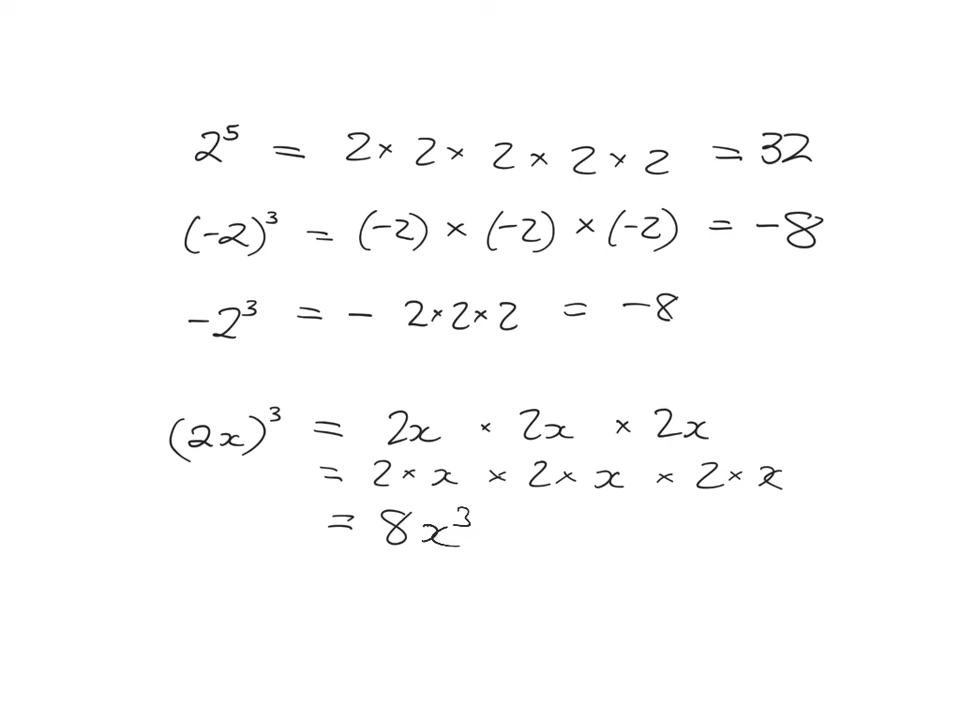 2⁵ = 2 × 2 × 2 × 2 × 2 = 32
(-2)³ = (-2) × (-2) × (-2) = -8
-2³ = - 2×2×2 = -8
(2x)³ = 2x × 2x × 2x
= 2 × x × 2 × x × 2 × x
= 8x³